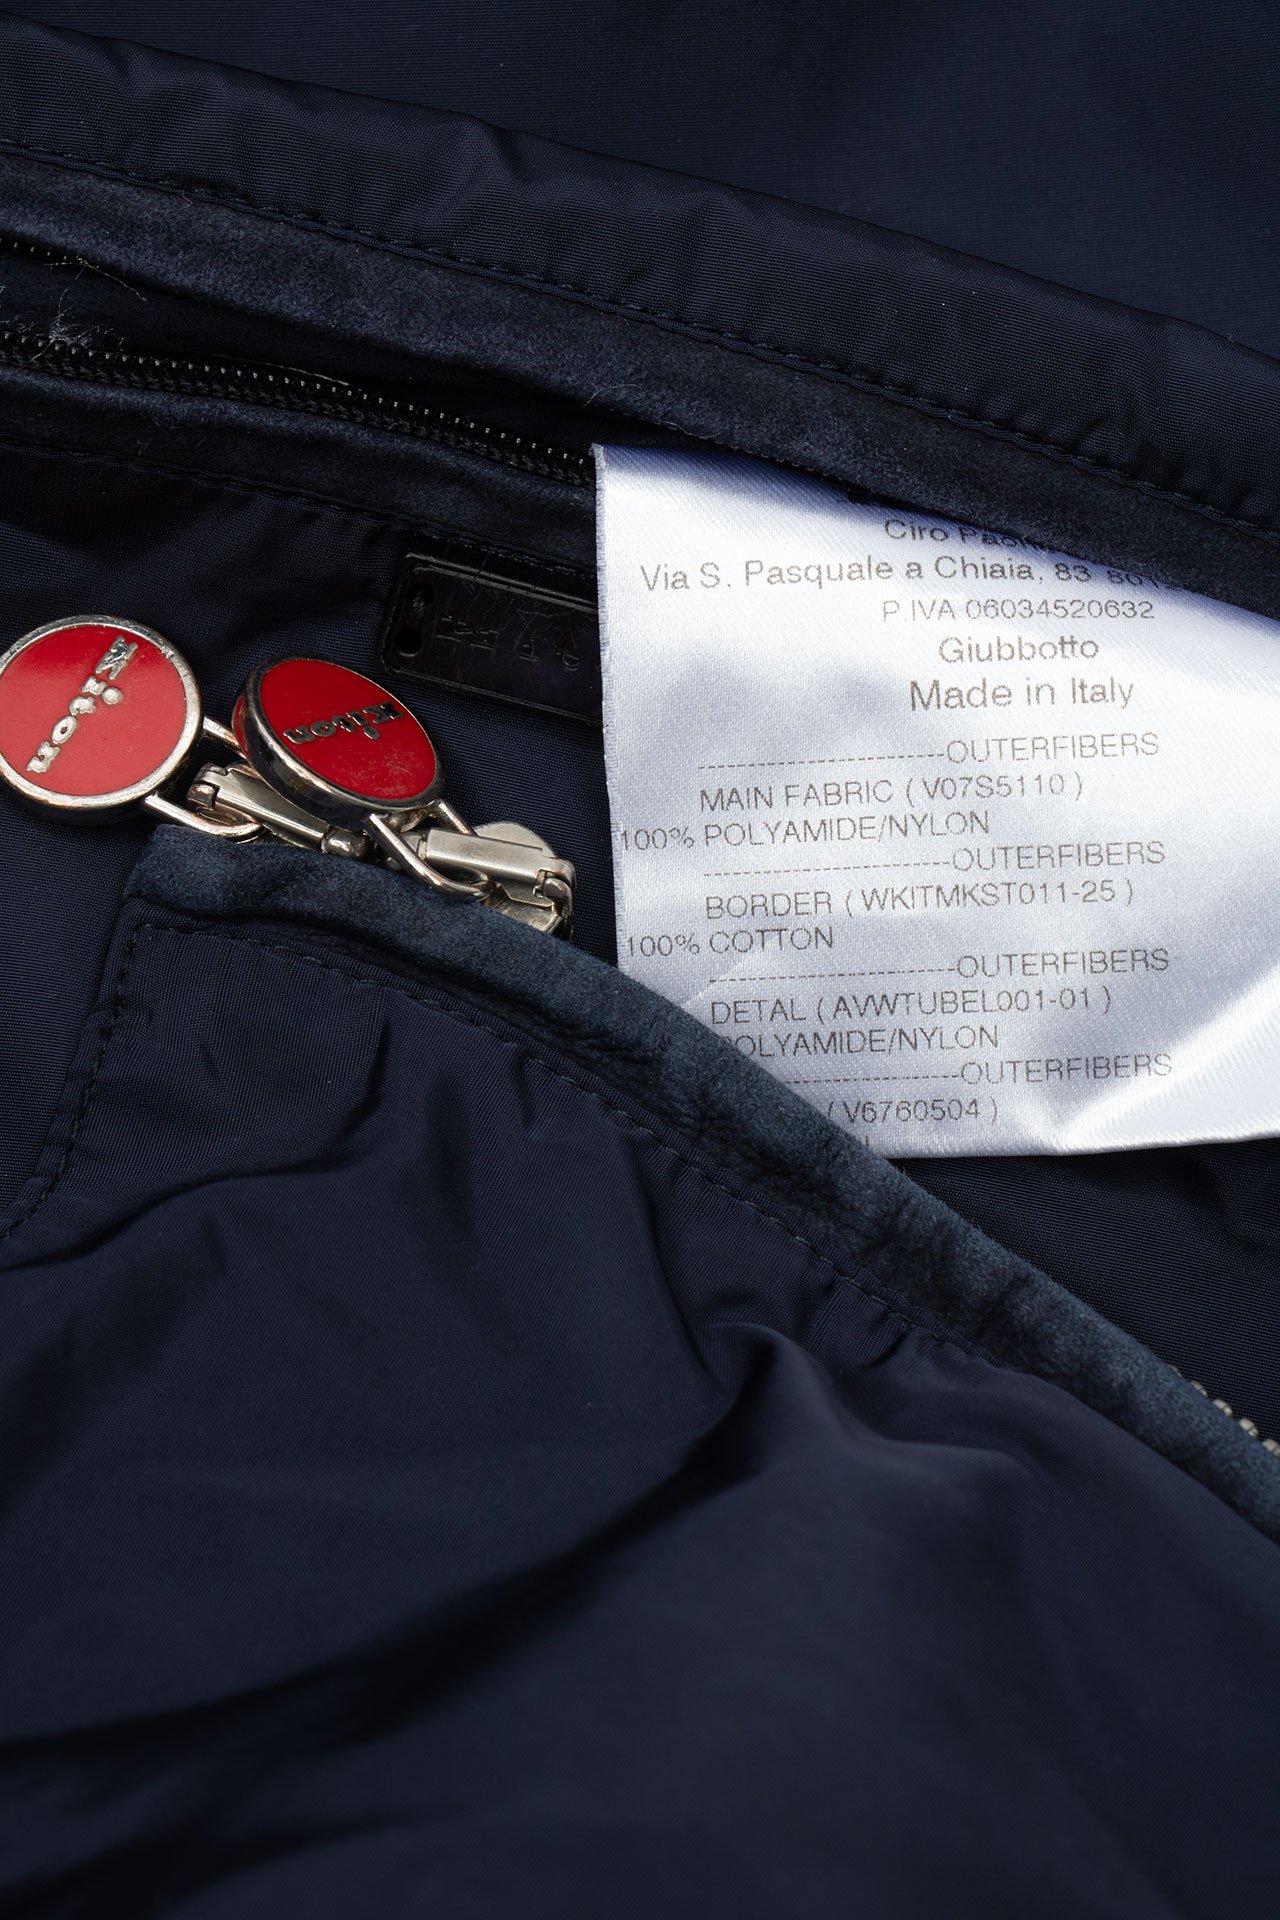 Kiton
Kiton
Ciro
Via S. Pasquale a Chiaia, 83
P.IVA 06034520632
Giubbotto
Made in Italy
------------------------OUTERFIBERS
MAIN FABRIC ( V07S5110 )
100% POLYAMIDE/NYLON
------------------------OUTERFIBERS
BORDER ( WKITMKST011-25 )
100% COTTON
------------------------OUTERFIBERS
DETAL ( AVWTUBEL001-01 )
POLYAMIDE/NYLON
------------------------OUTERFIBERS
( V6760504 )